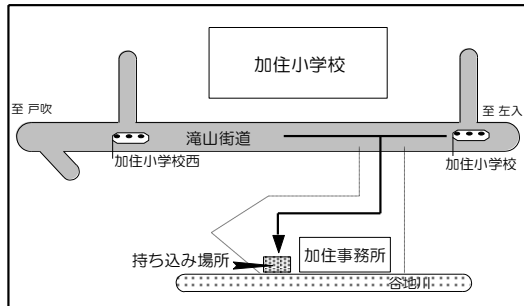 加住小学校
至 戸吹
至 左入
滝山街道
加住小学校西
加住小学校
持ち込み場所
加住事務所
谷地川